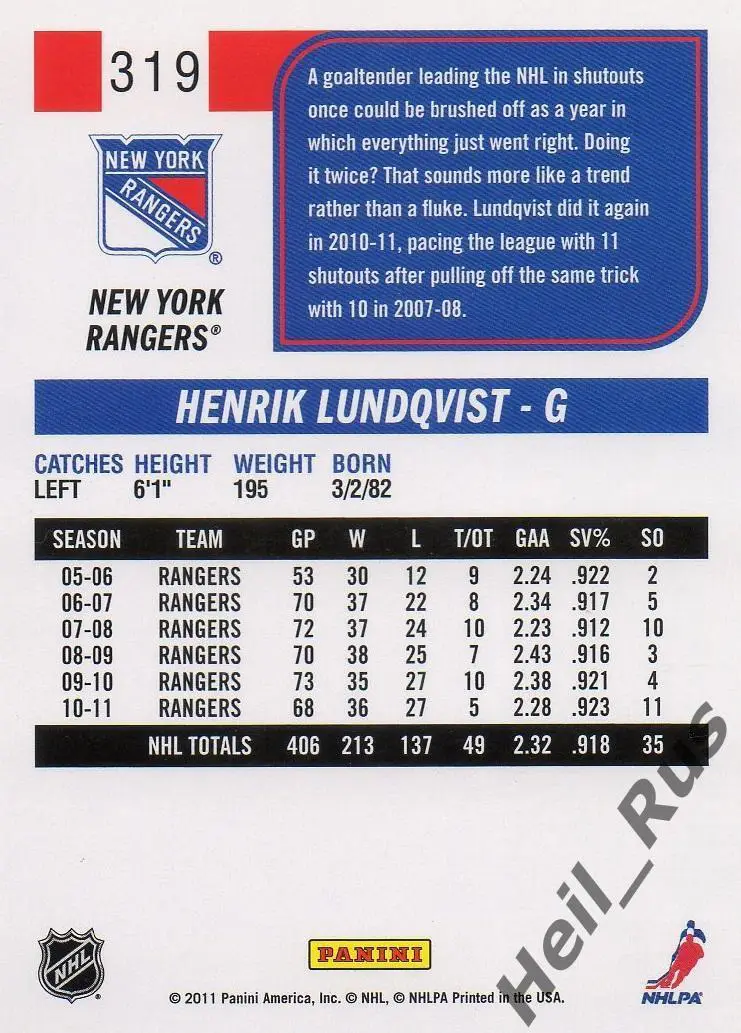 319
A goaltender leading the NHL in shutouts
once could be brushed off as a year in
which everything just went right. Doing
it twice? That sounds more like a trend
rather than a fluke. Lundqvist did it again
in 2010-11, pacing the league with 11
shutouts after pulling off the same trick
with 10 in 2007-08.
NEW YORK
RANGERS
®
NEW YORK
RANGERS®
HENRIK LUNDQVIST - G
CATCHES HEIGHT WEIGHT BORN
LEFT 6'1" 195 3/2/82
SEASON TEAM GP W L T/OT GAA SV% SO
05-06 RANGERS 53 30 12 9 2.24 .922 2
06-07 RANGERS 70 37 22 8 2.34 .917 5
07-08 RANGERS 72 37 24 10 2.23 .912 10
08-09 RANGERS 70 38 25 7 2.43 .916 3
09-10 RANGERS 73 35 27 10 2.38 .921 4
10-11 RANGERS 68 36 27 5 2.28 .923 11
NHL TOTALS 406 213 137 49 2.32 .918 35
Heil_Rus
NHL
®
PANINI
NHLPA
© 2011 Panini America, Inc. © NHL, © NHLPA Printed in the USA.